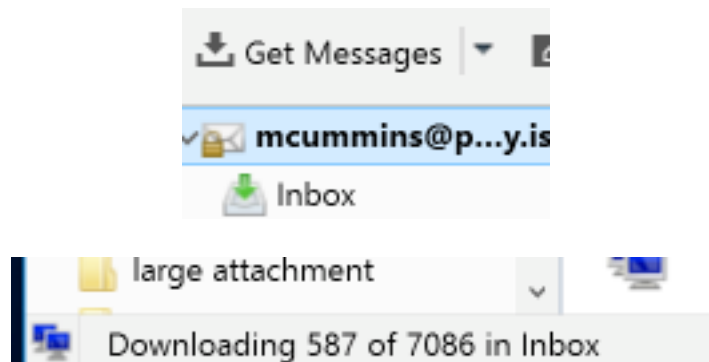 Get Messages
mcummins@p...y.is
Inbox
large attachment
Downloading 587 of 7086 in Inbox